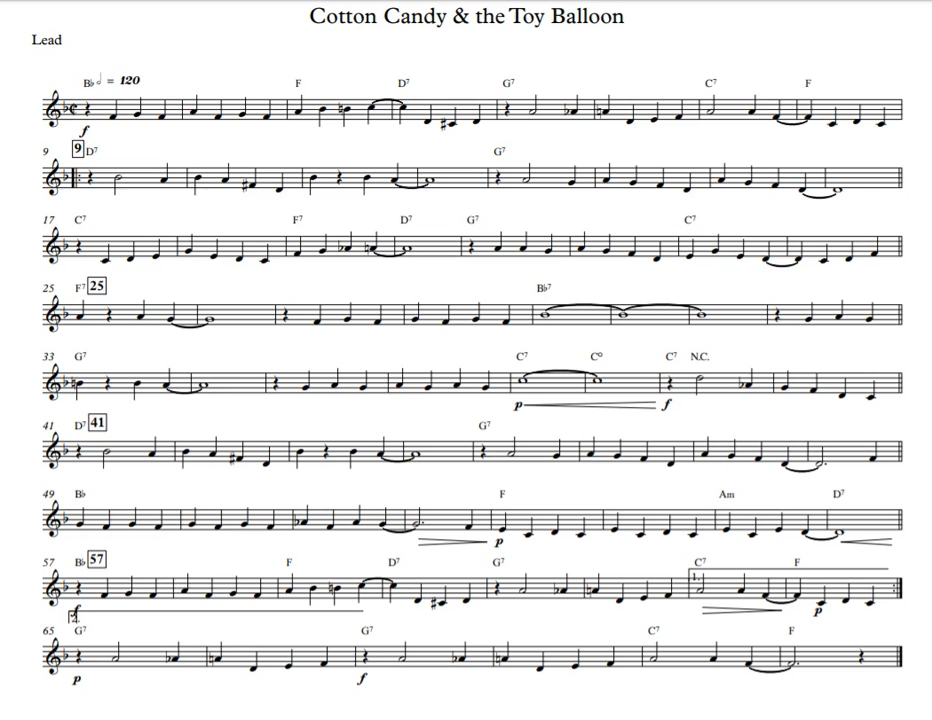 Cotton Candy & the Toy Balloon
Lead
B♭ 𝅗𝅥 = 120 F D7 G7 C7 F
f
9 9 D7 G7
17 C7 F7 D7 G7 C7
25 F7 25 B♭7
33 G7 C7 C° C7 N.C.
p f
41 D7 41 G7
49 B♭ F Am D7
p
57 B♭ 57 F D7 G7 C7 F
1.
f p
2.
65 G7 G7 C7 F
p f